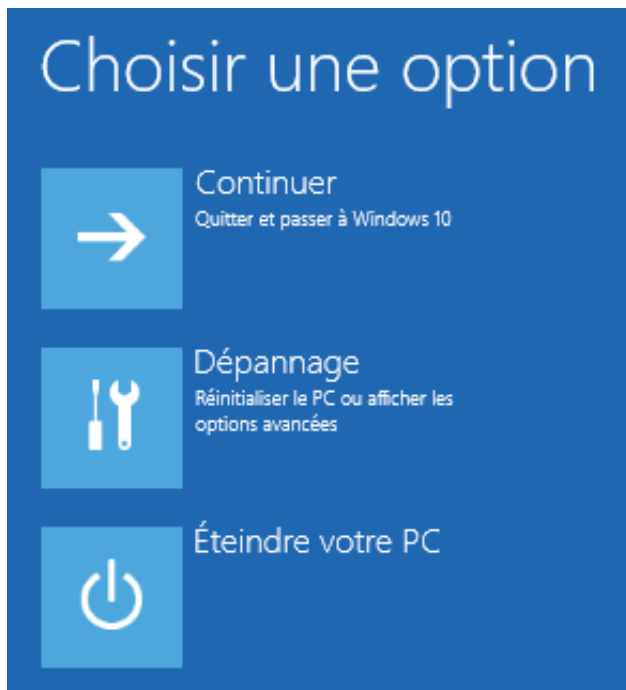 Choisir une option
Continuer
Quitter et passer à Windows 10
Dépannage
Réinitialiser le PC ou afficher les
options avancées
Éteindre votre PC